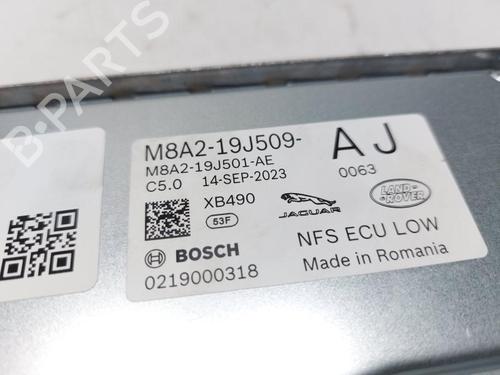 B-PARTS
M8A2-19J509-
AJ
M8A2-19J501-AE
0063
C5.0 14-SEP-2023
XB490
53F
JAGUAR
LAND ROVER
BOSCH
NFS ECU LOW
0219000318
Made in Romania